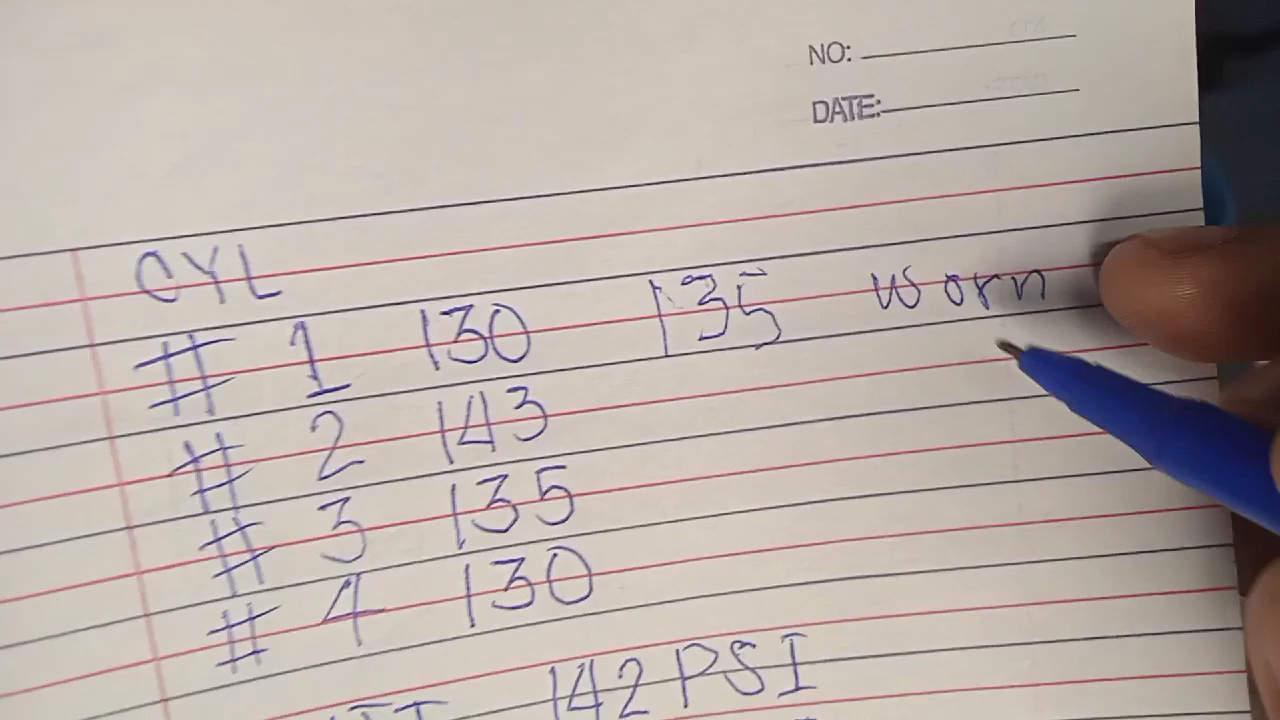 NO:
DATE:
CYL
# 1 130 135 worn
# 2 143
# 3 135
# 4 130
142 PSI